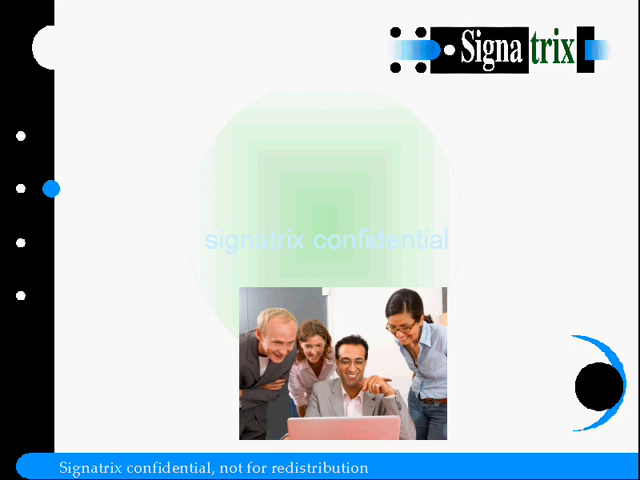 Signatrix
signatrix confidential
Signatrix confidential, not for redistribution